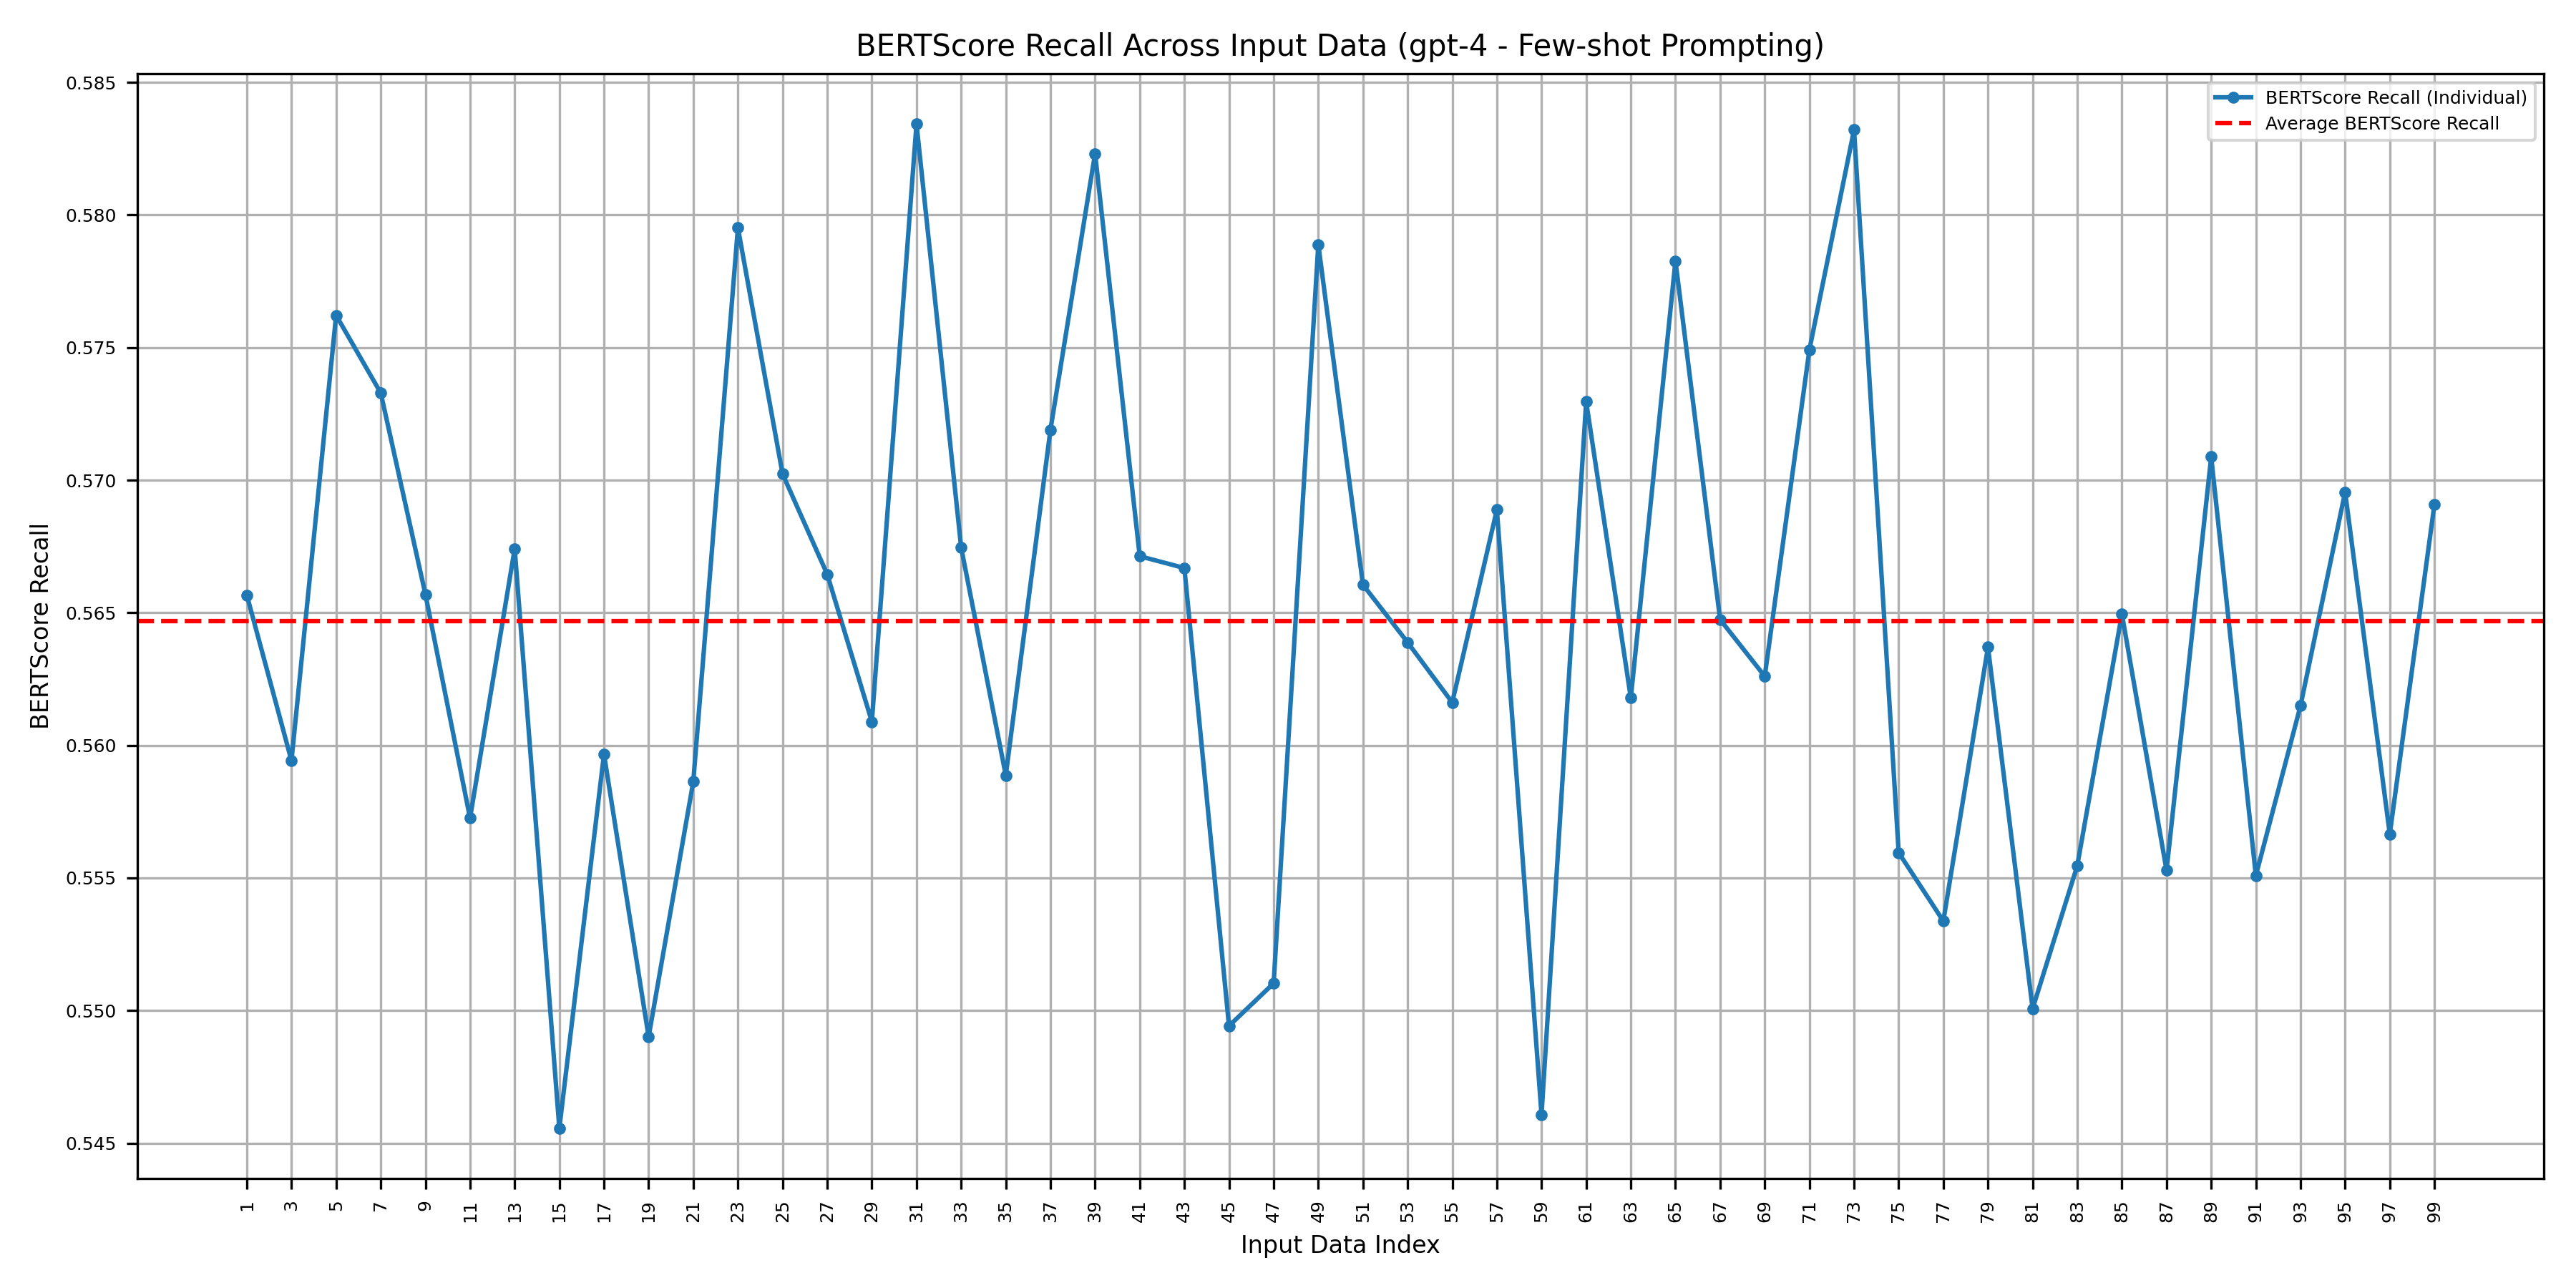 BERTScore Recall Across Input Data (gpt-4 - Few-shot Prompting)
BERTScore Recall (Individual)
Average BERTScore Recall
BERTScore Recall
0.585
0.580
0.575
0.570
0.565
0.560
0.555
0.550
0.545
1 3 5 7 9 11 13 15 17 19 21 23 25 27 29 31 33 35 37 39 41 43 45 47 49 51 53 55 57 59 61 63 65 67 69 71 73 75 77 79 81 83 85 87 89 91 93 95 97 99
Input Data Index